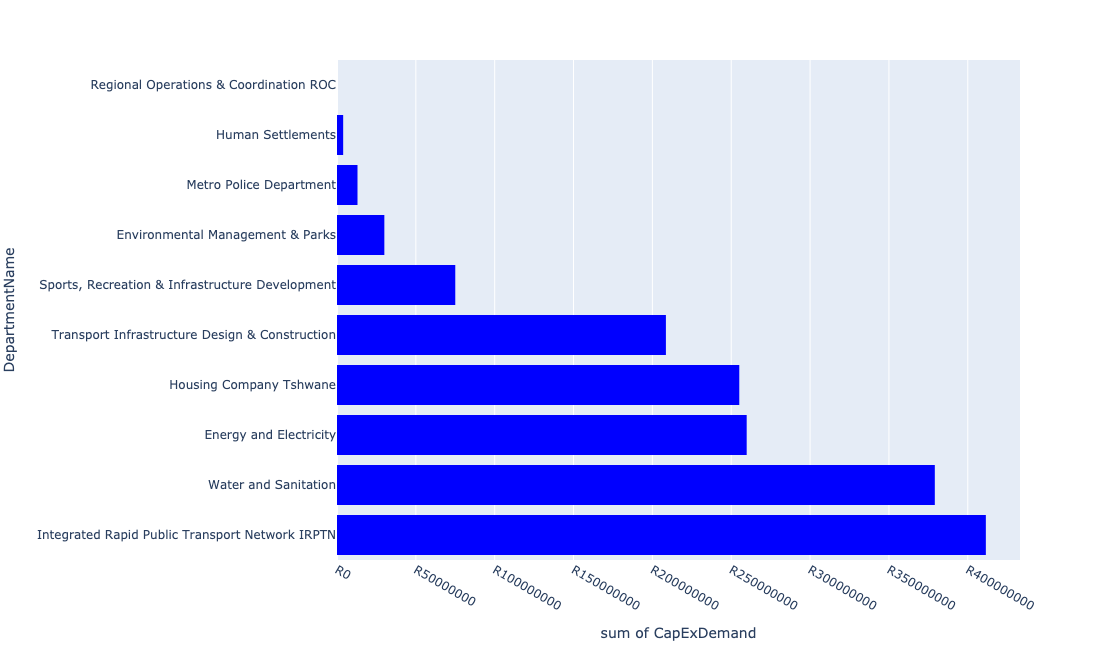 Regional Operations & Coordination ROC
Human Settlements
Metro Police Department
Environmental Management & Parks
Sports, Recreation & Infrastructure Development
Transport Infrastructure Design & Construction
Housing Company Tshwane
Energy and Electricity
Water and Sanitation
Integrated Rapid Public Transport Network IRPTN
DepartmentName
R0
R50000000
R100000000
R150000000
R200000000
R250000000
R300000000
R350000000
R400000000
sum of CapExDemand